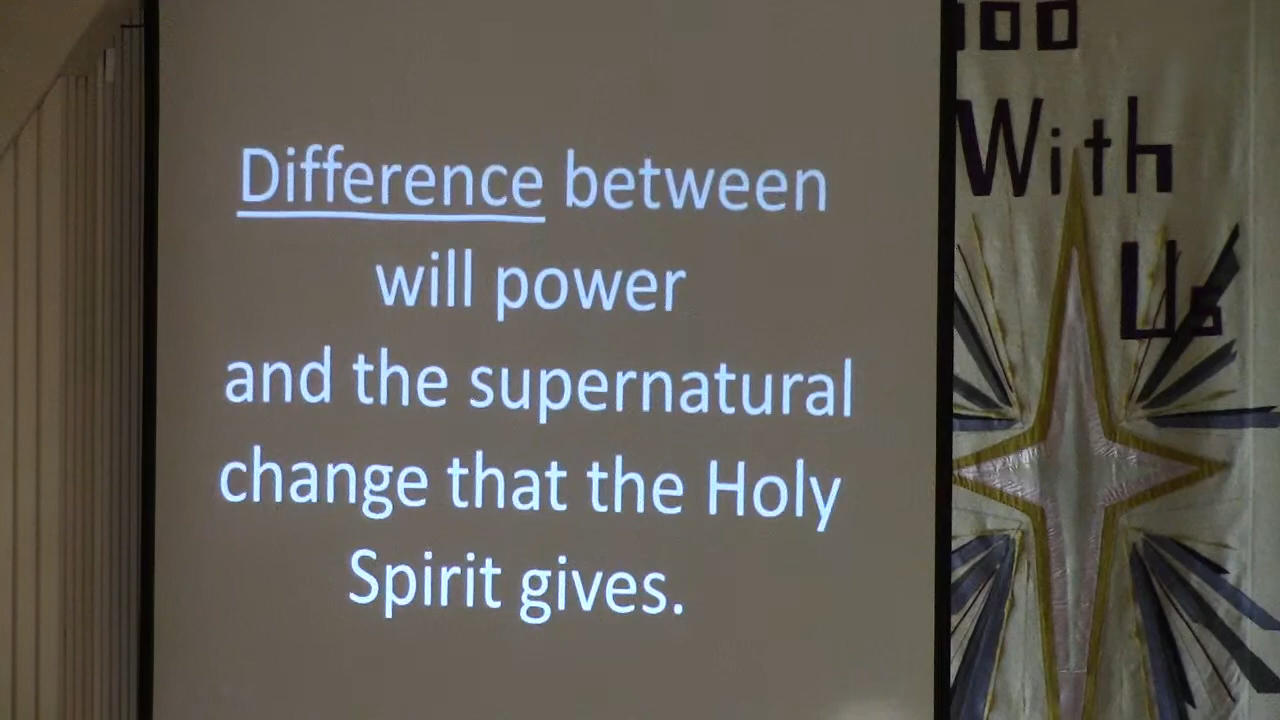 Difference between
will power
and the supernatural
change that the Holy
Spirit gives.
With
Us